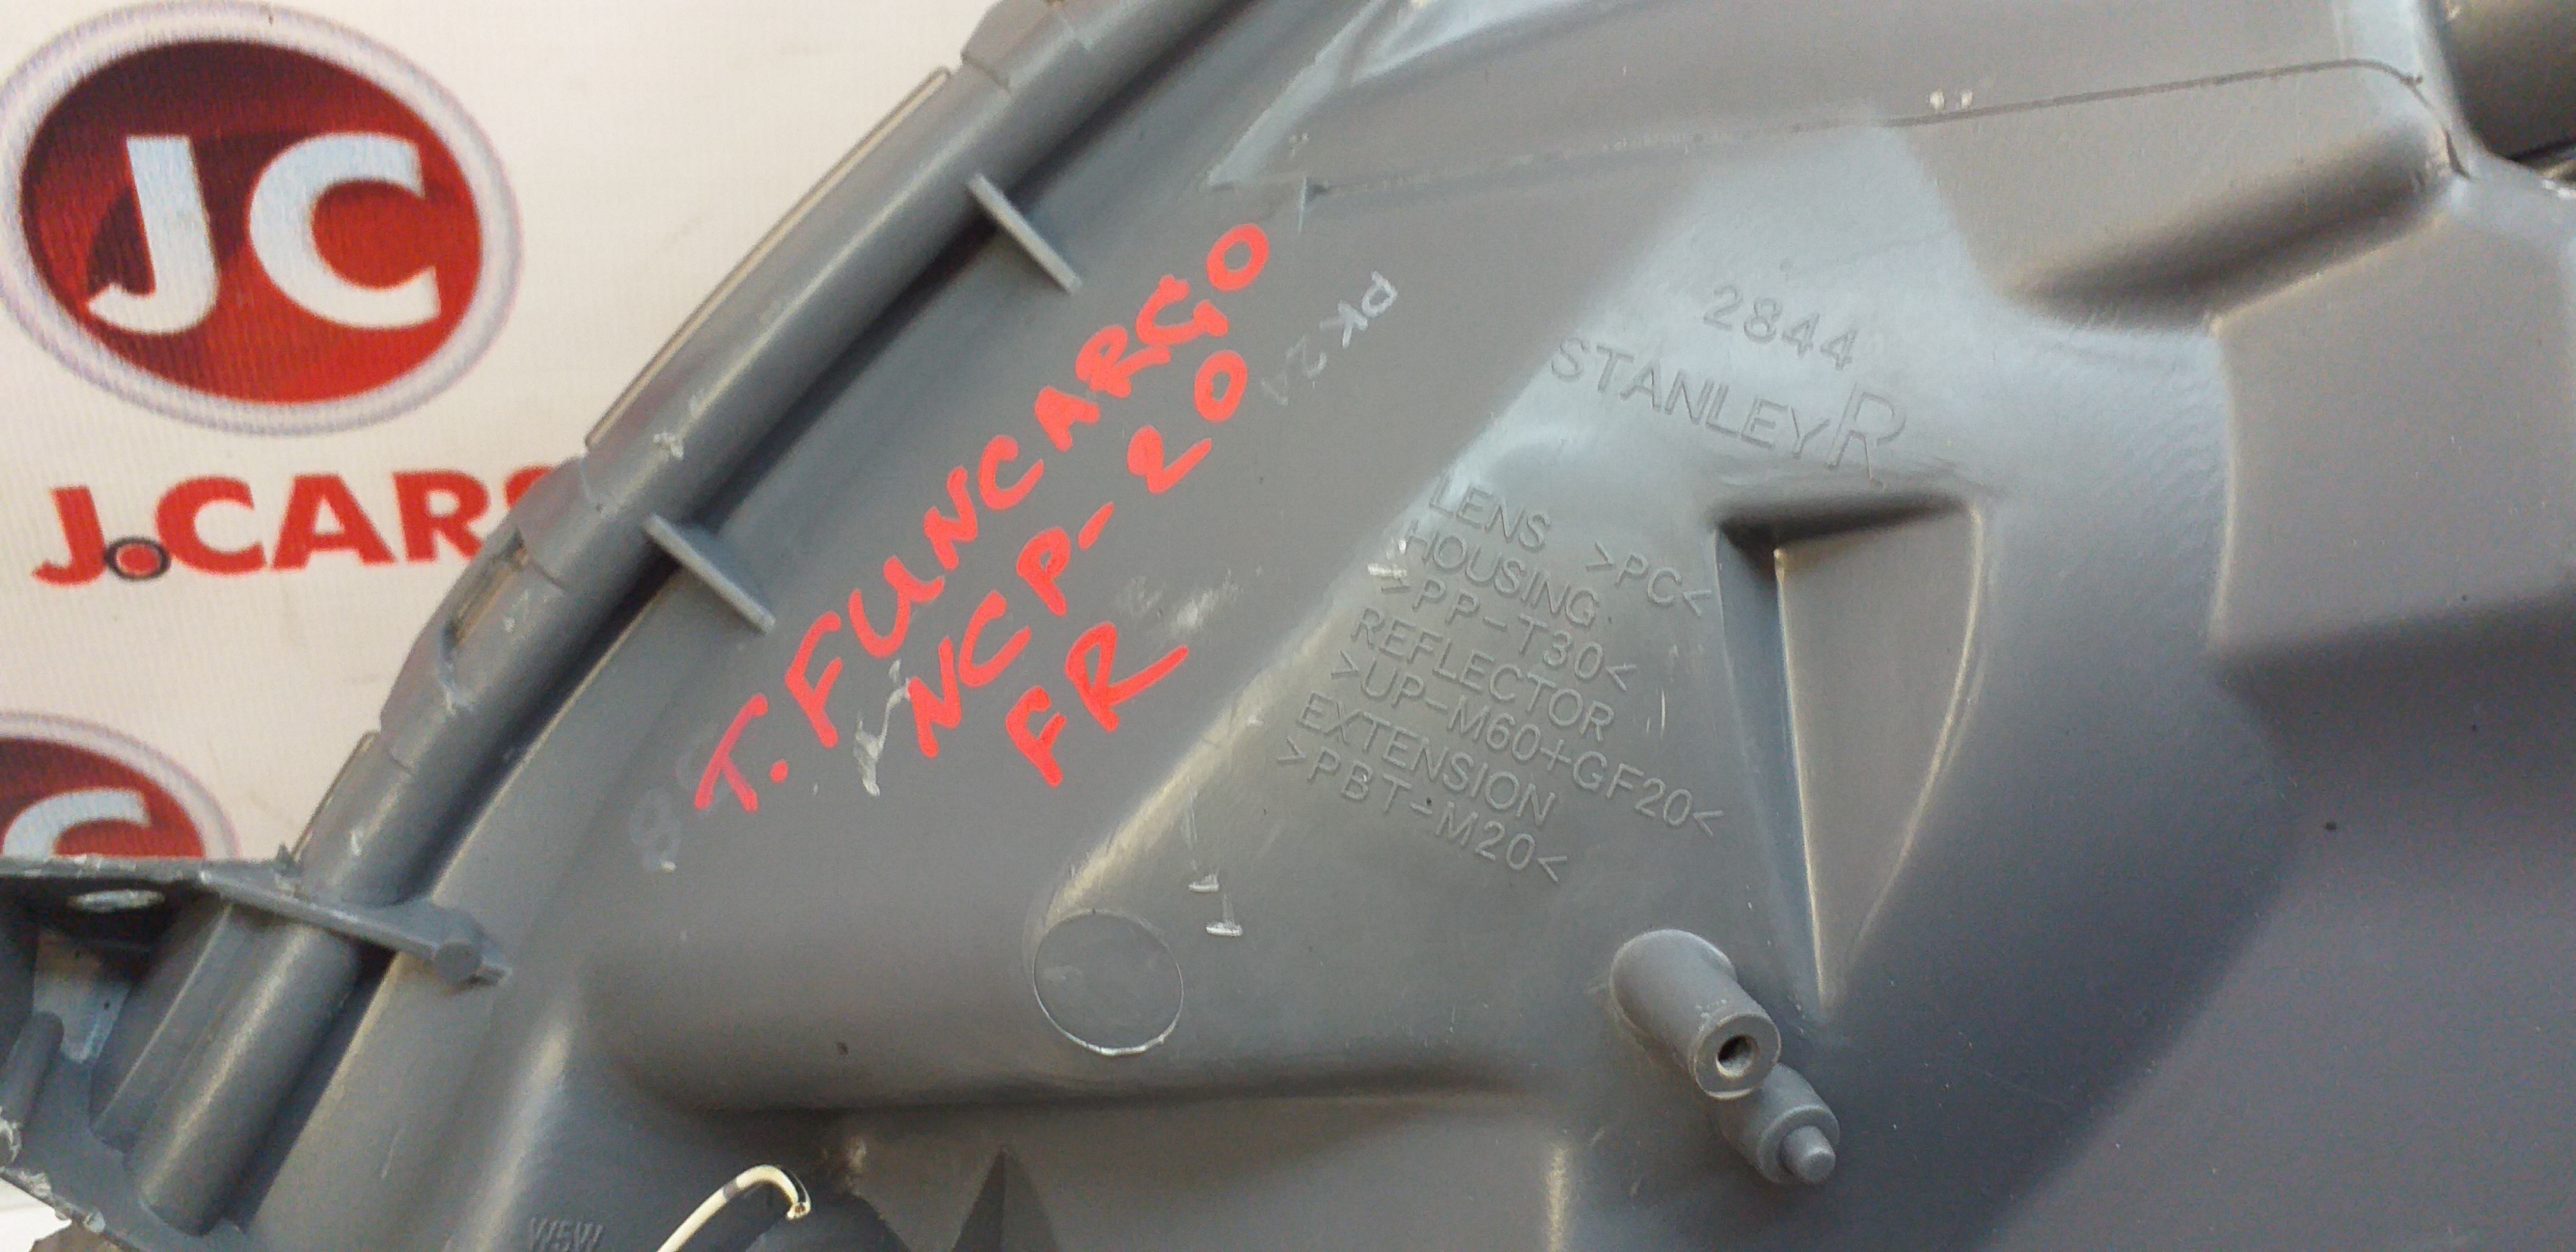 JC
J.CARS
C
T.FUNCARGO
NCP-20
FR
PK21
2844
STANLEY R
LENS >PC<
HOUSING
>PP-T30<
REFLECTOR
>UP-M60+GF20<
EXTENSION
>PBT-M20<
W5W